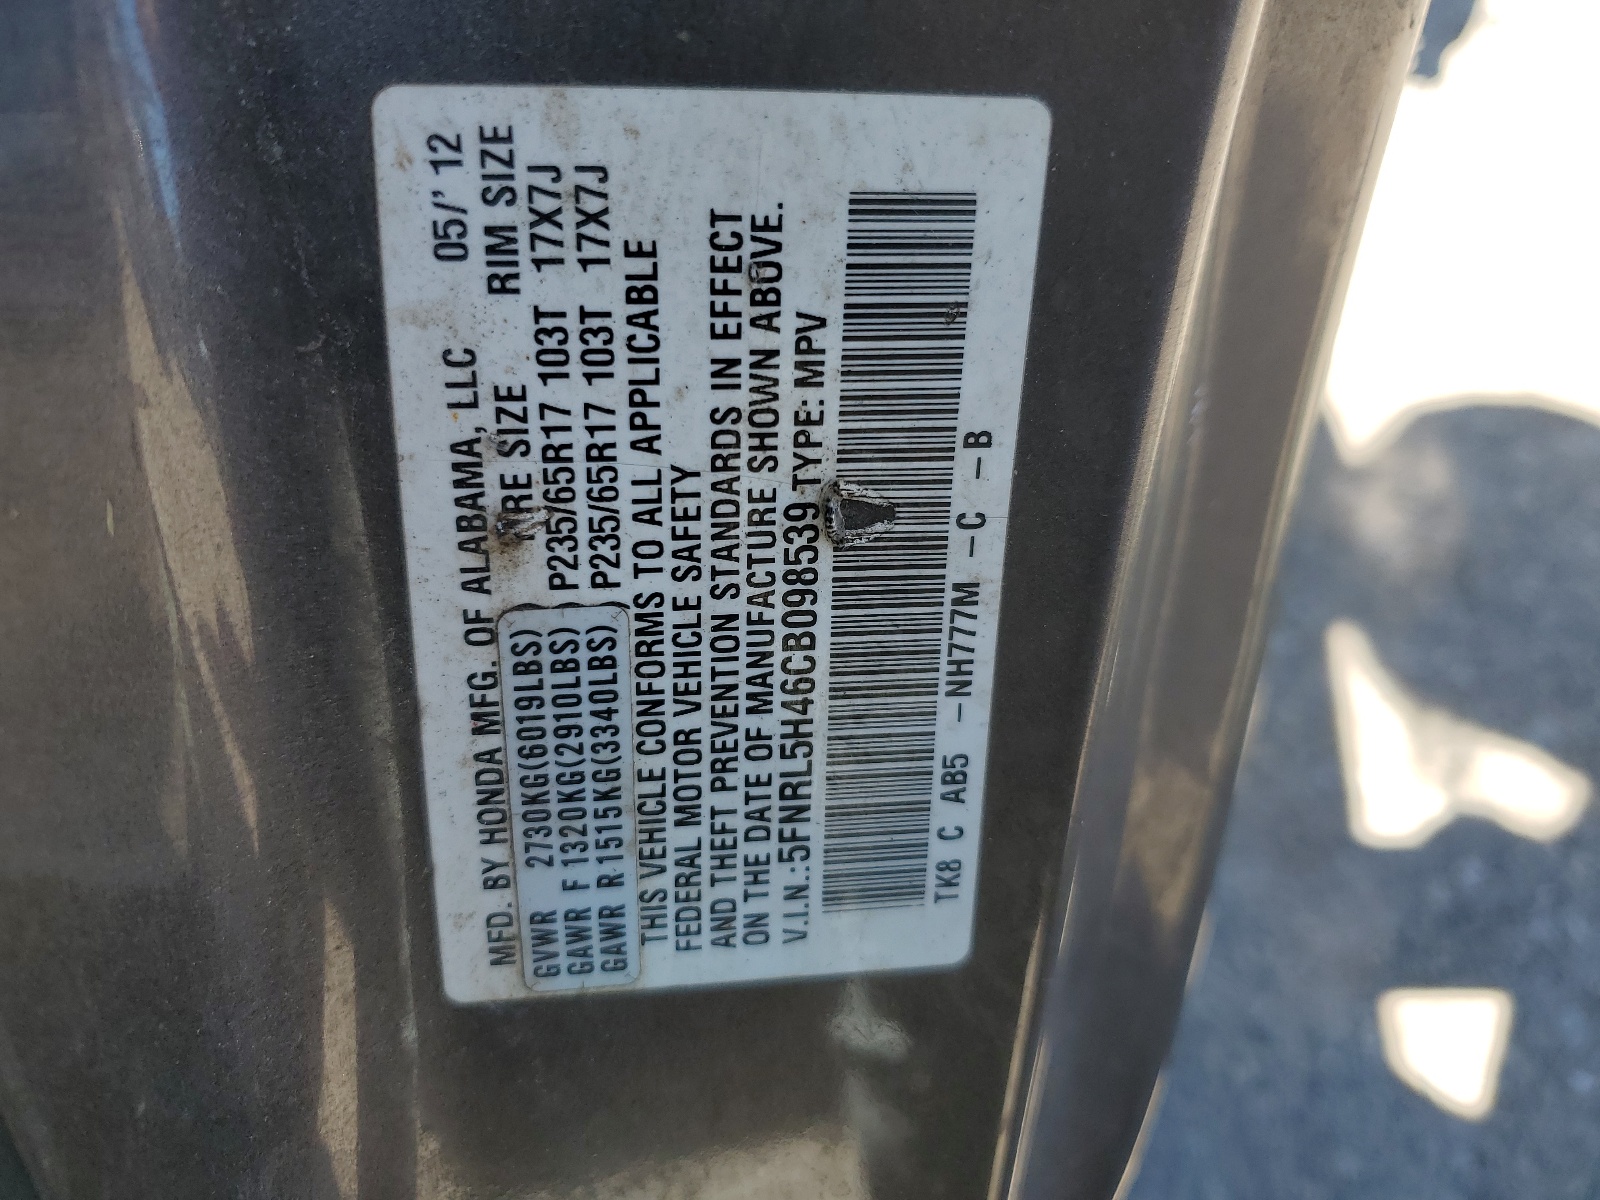 MFD. BY HONDA MFG. OF ALABAMA, LLC 05/' 12
TIRE SIZE RIM SIZE
GVWR 2730KG(6019LBS)
GAWR F 1320KG(2910LBS) P235/65R17 103T 17X7J
GAWR R 1515KG(3340LBS) P235/65R17 103T 17X7J
THIS VEHICLE CONFORMS TO ALL APPLICABLE
FEDERAL MOTOR VEHICLE SAFETY
AND THEFT PREVENTION STANDARDS IN EFFECT
ON THE DATE OF MANUFACTURE SHOWN ABOVE.
V.I.N.:5FNRL5H46CB098539 TYPE: MPV
TK8 C AB5 -NH777M -C -B